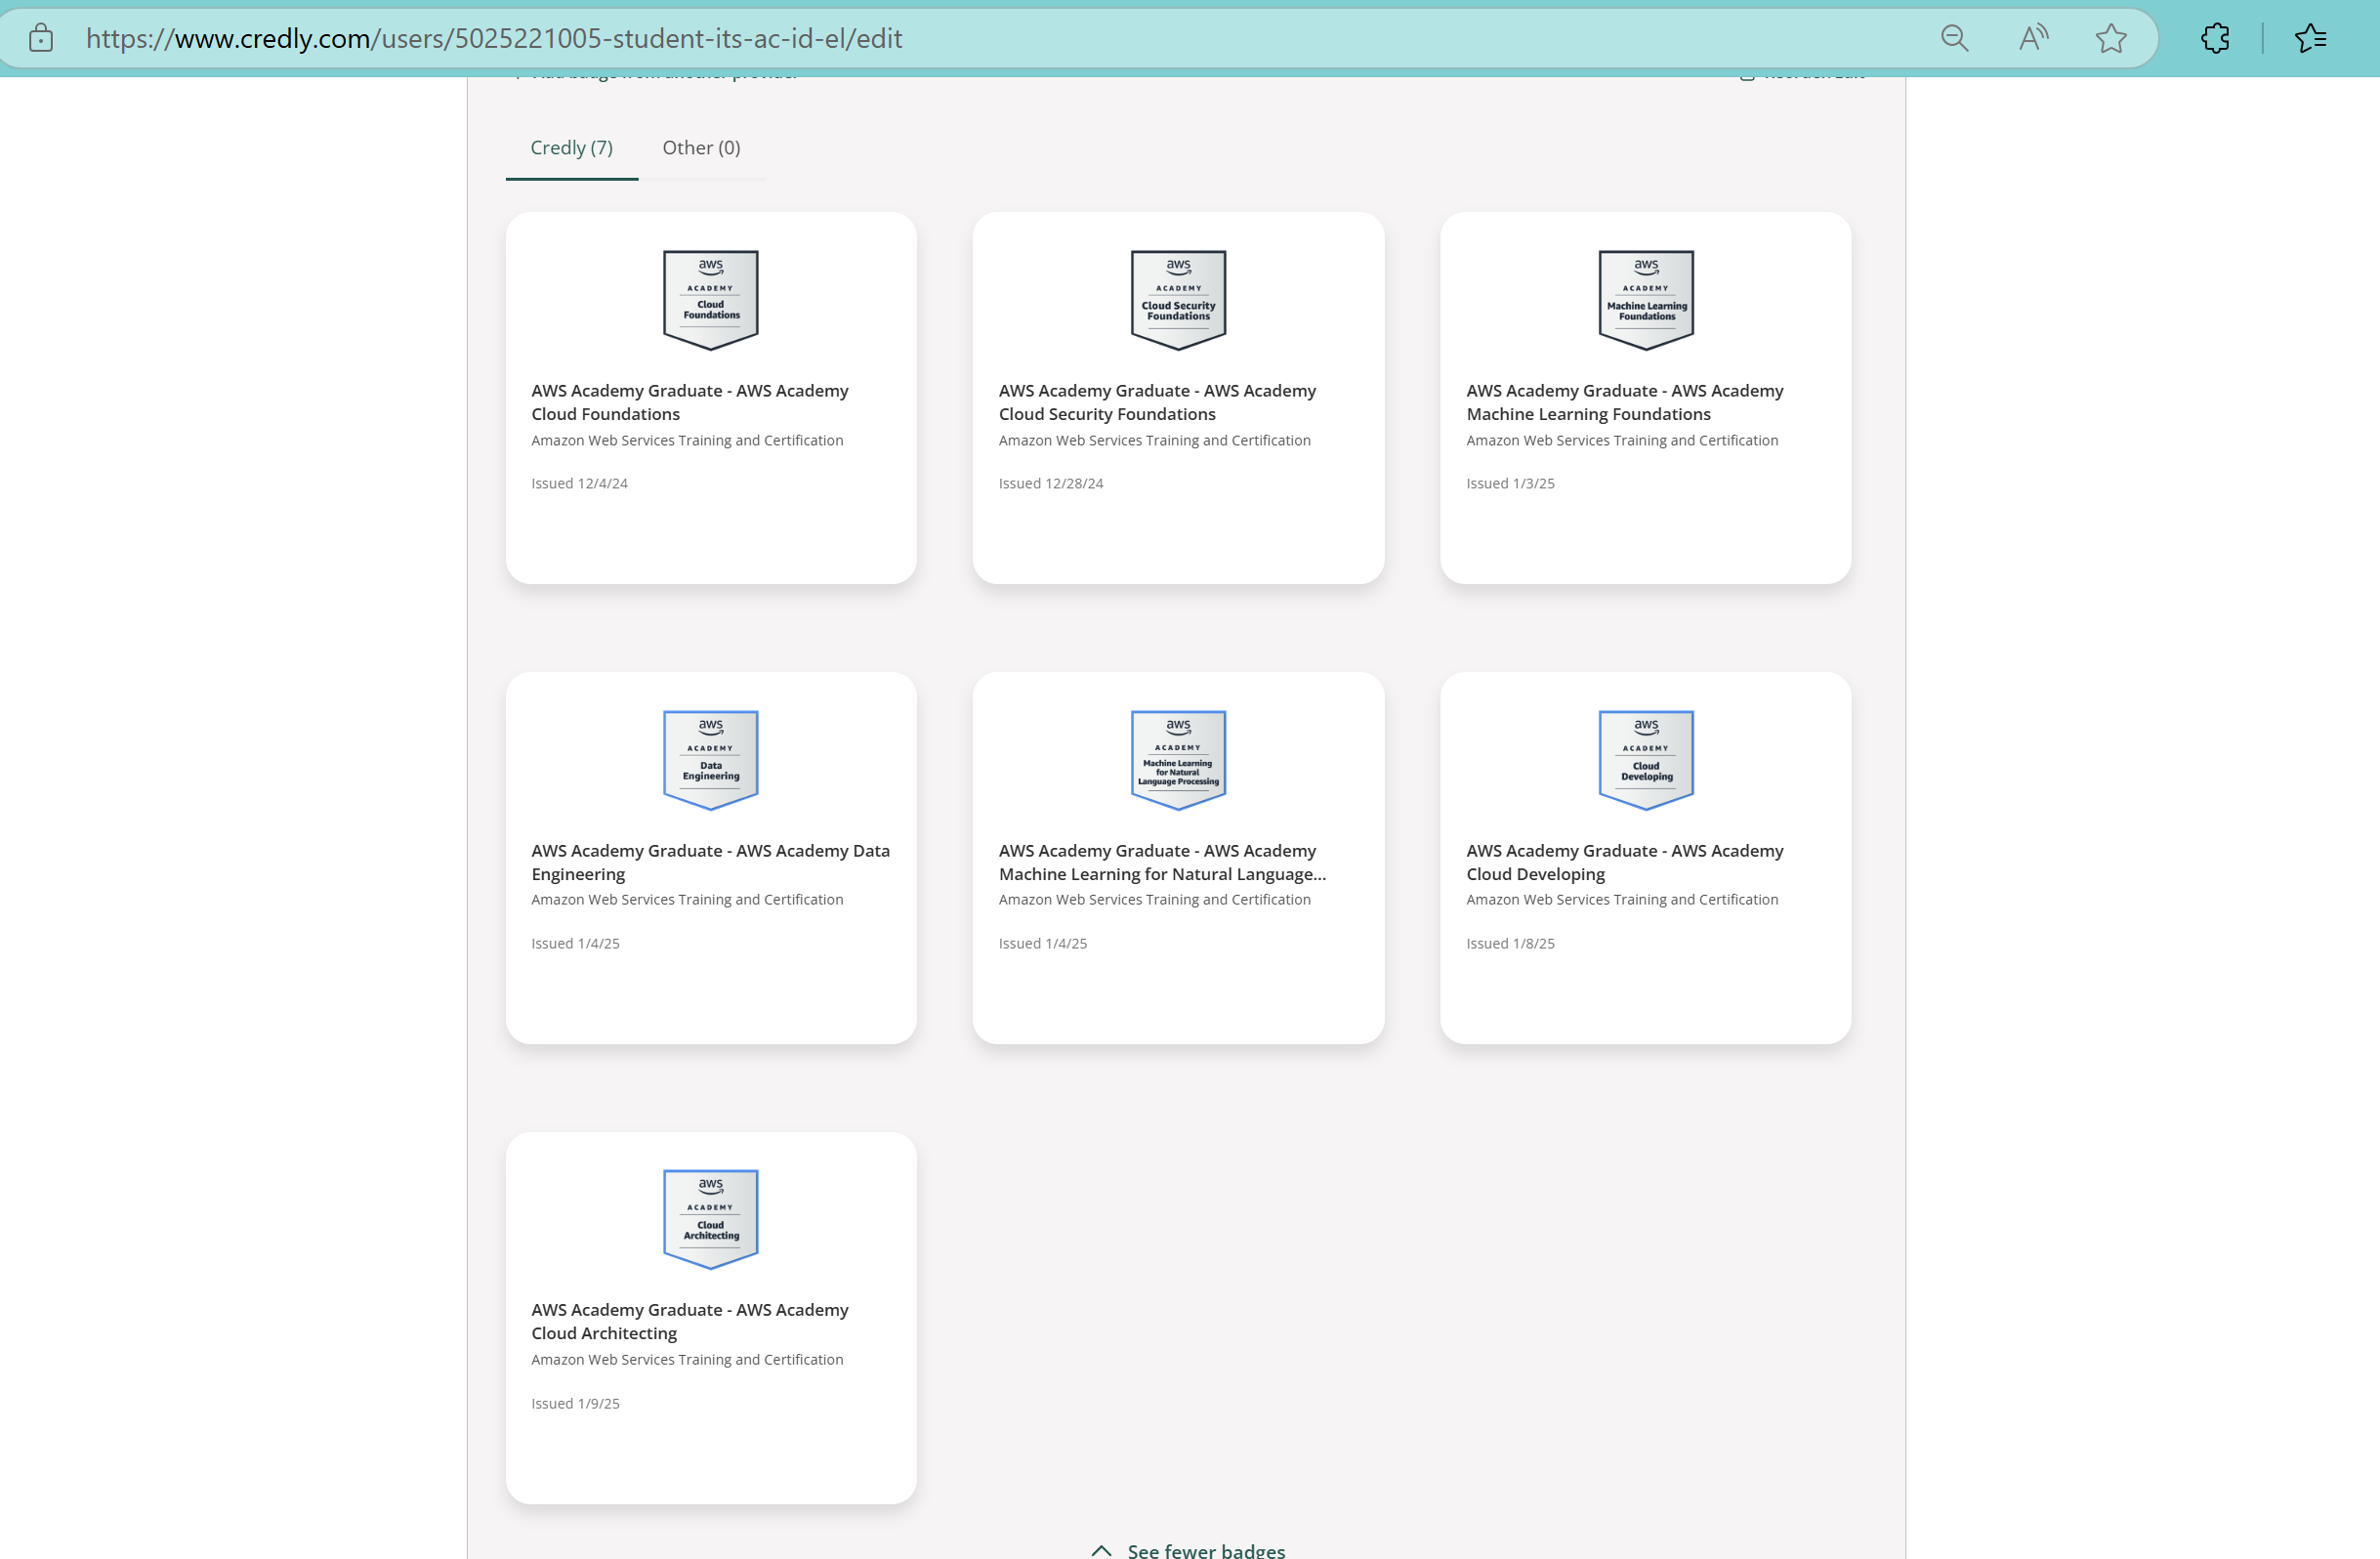 https://www.credly.com/users/5025221005-student-its-ac-id-el/edit
Credly (7) Other (0)
aws
ACADEMY
Cloud
Foundations
AWS Academy Graduate - AWS Academy
Cloud Foundations
Amazon Web Services Training and Certification
Issued 12/4/24
aws
ACADEMY
Cloud Security
Foundations
AWS Academy Graduate - AWS Academy
Cloud Security Foundations
Amazon Web Services Training and Certification
Issued 12/28/24
aws
ACADEMY
Machine Learning
Foundations
AWS Academy Graduate - AWS Academy
Machine Learning Foundations
Amazon Web Services Training and Certification
Issued 1/3/25
aws
ACADEMY
Data
Engineering
AWS Academy Graduate - AWS Academy Data
Engineering
Amazon Web Services Training and Certification
Issued 1/4/25
aws
ACADEMY
Machine Learning
for Natural
Language Processing
AWS Academy Graduate - AWS Academy
Machine Learning for Natural Language...
Amazon Web Services Training and Certification
Issued 1/4/25
aws
ACADEMY
Cloud
Developing
AWS Academy Graduate - AWS Academy
Cloud Developing
Amazon Web Services Training and Certification
Issued 1/8/25
aws
ACADEMY
Cloud
Architecting
AWS Academy Graduate - AWS Academy
Cloud Architecting
Amazon Web Services Training and Certification
Issued 1/9/25
See fewer badges